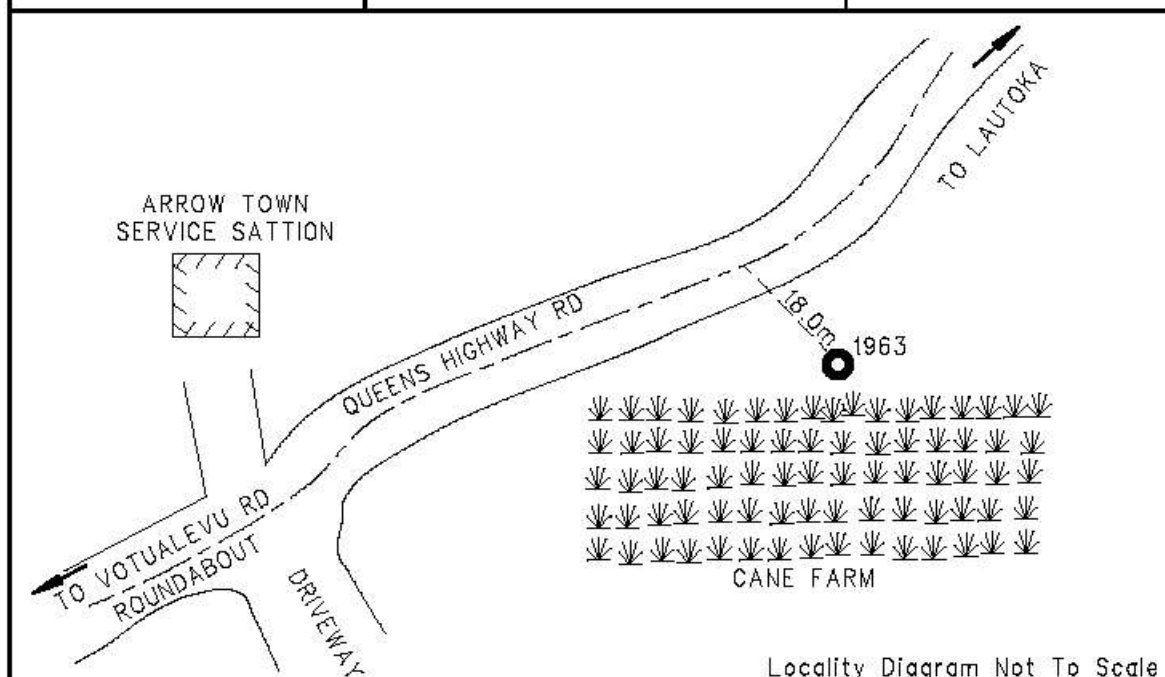 ARROW TOWN
SERVICE SATTION
TO LAUTOKA
QUEENS HIGHWAY RD
18.0m
1963
TO VOTUALEVU RD
ROUNDABOUT
DRIVEWAY
CANE FARM
Locality Diagram Not To Scale